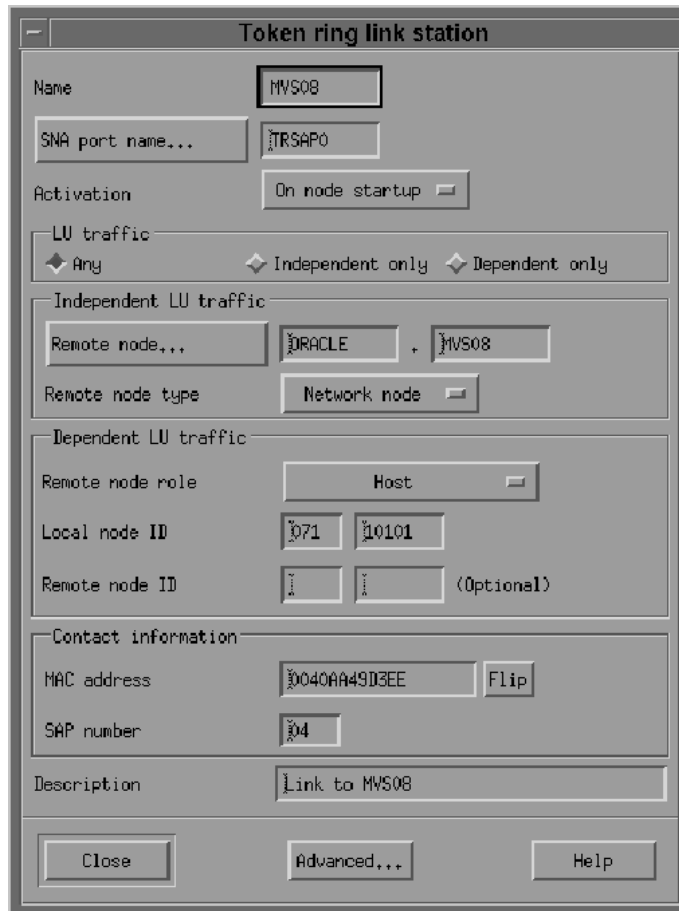 Token ring link station
Name MVS08
SNA port name... TRSAP0
Activation On node startup
LU traffic
Any Independent only Dependent only
Independent LU traffic
Remote node... ORACLE . MVS08
Remote node type Network node
Dependent LU traffic
Remote node role Host
Local node ID 071 10101
Remote node ID (Optional)
Contact information
MAC address 0040AA49D3EE Flip
SAP number 04
Description Link to MVS08
Close Advanced... Help